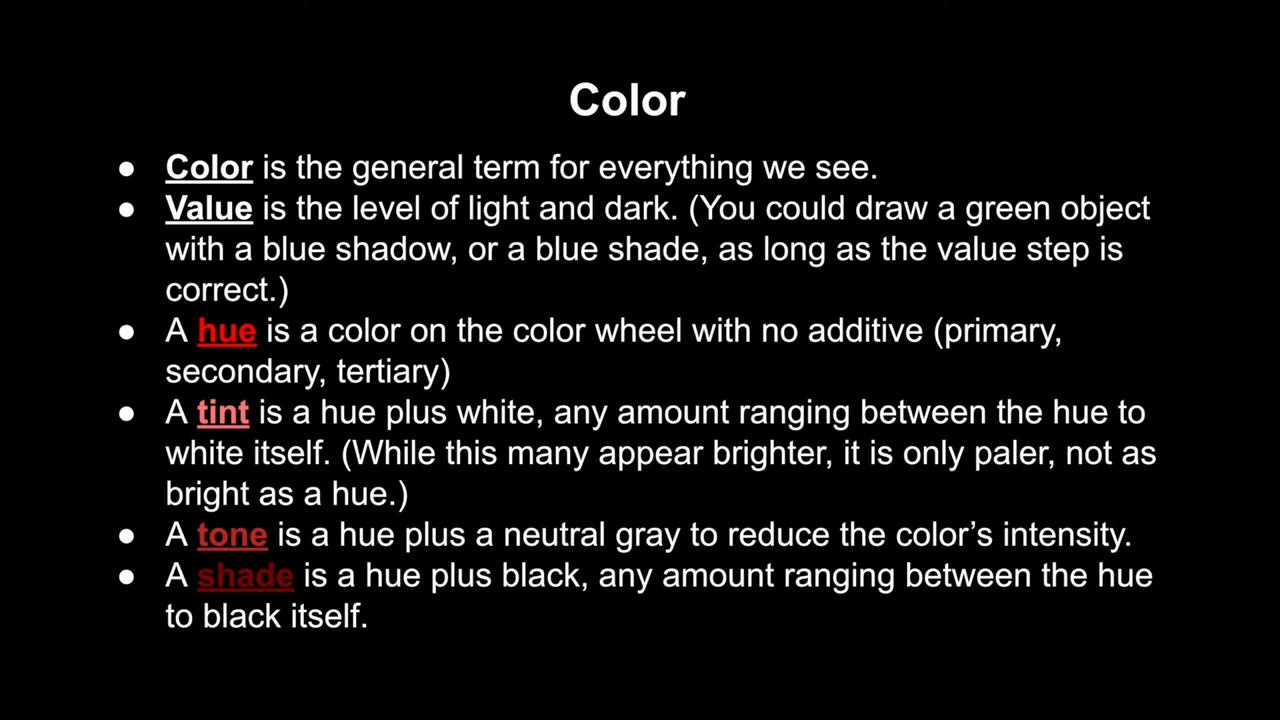 Color
● Color is the general term for everything we see.
● Value is the level of light and dark. (You could draw a green object
with a blue shadow, or a blue shade, as long as the value step is
correct.)
● A hue is a color on the color wheel with no additive (primary,
secondary, tertiary)
● A tint is a hue plus white, any amount ranging between the hue to
white itself. (While this many appear brighter, it is only paler, not as
bright as a hue.)
● A tone is a hue plus a neutral gray to reduce the color’s intensity.
● A shade is a hue plus black, any amount ranging between the hue
to black itself.